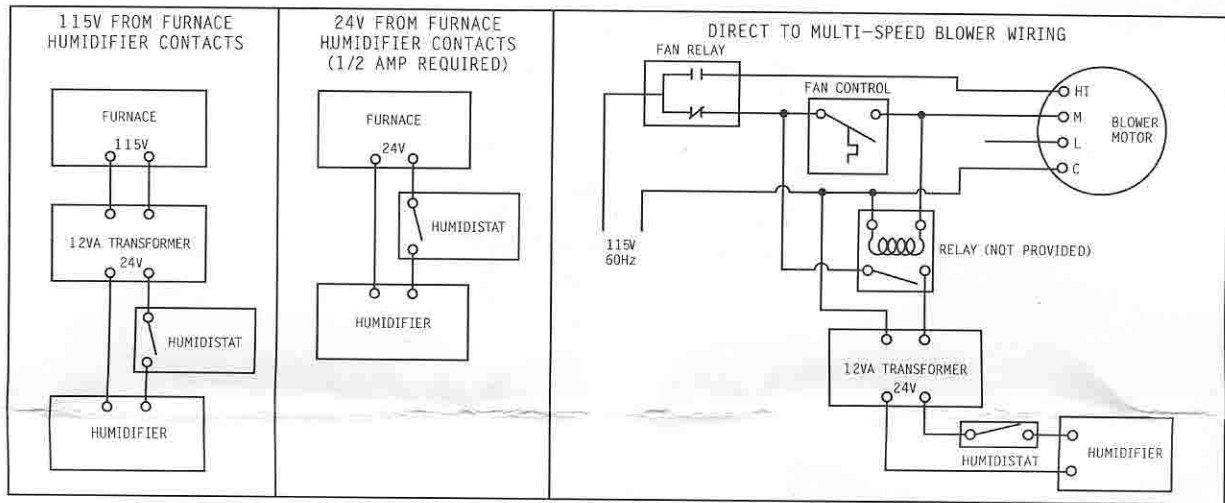 115V FROM FURNACE
HUMIDIFIER CONTACTS
FURNACE
115V
12VA TRANSFORMER
24V
HUMIDISTAT
HUMIDIFIER
24V FROM FURNACE
HUMIDIFIER CONTACTS
(1/2 AMP REQUIRED)
FURNACE
24V
HUMIDISTAT
HUMIDIFIER
DIRECT TO MULTI-SPEED BLOWER WIRING
FAN RELAY
FAN CONTROL
HI
M
L
C
BLOWER
MOTOR
115V
60Hz
RELAY (NOT PROVIDED)
12VA TRANSFORMER
24V
HUMIDISTAT
HUMIDIFIER